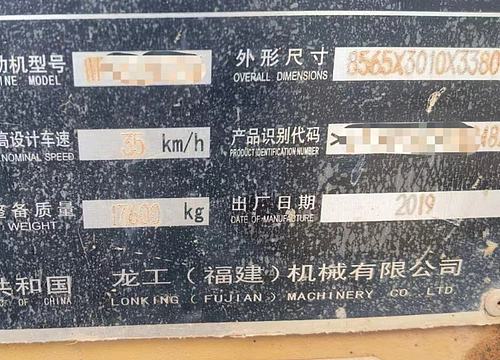 动机型号 外形尺寸 8565X3010X3380
INE MODEL OVERALL DIMENSIONS
高设计车速 35 km/h 产品识别代码
NOMINAL SPEED PRODUCT IDENTIFICATION NUMBER
整备质量 17600 kg 出厂日期 2019
WEIGHT DATE OF MANUFACTURE
共和国 龙工（福建）机械有限公司
OF CHINA LONKING (FUJIAN) MACHINERY CO., LTD